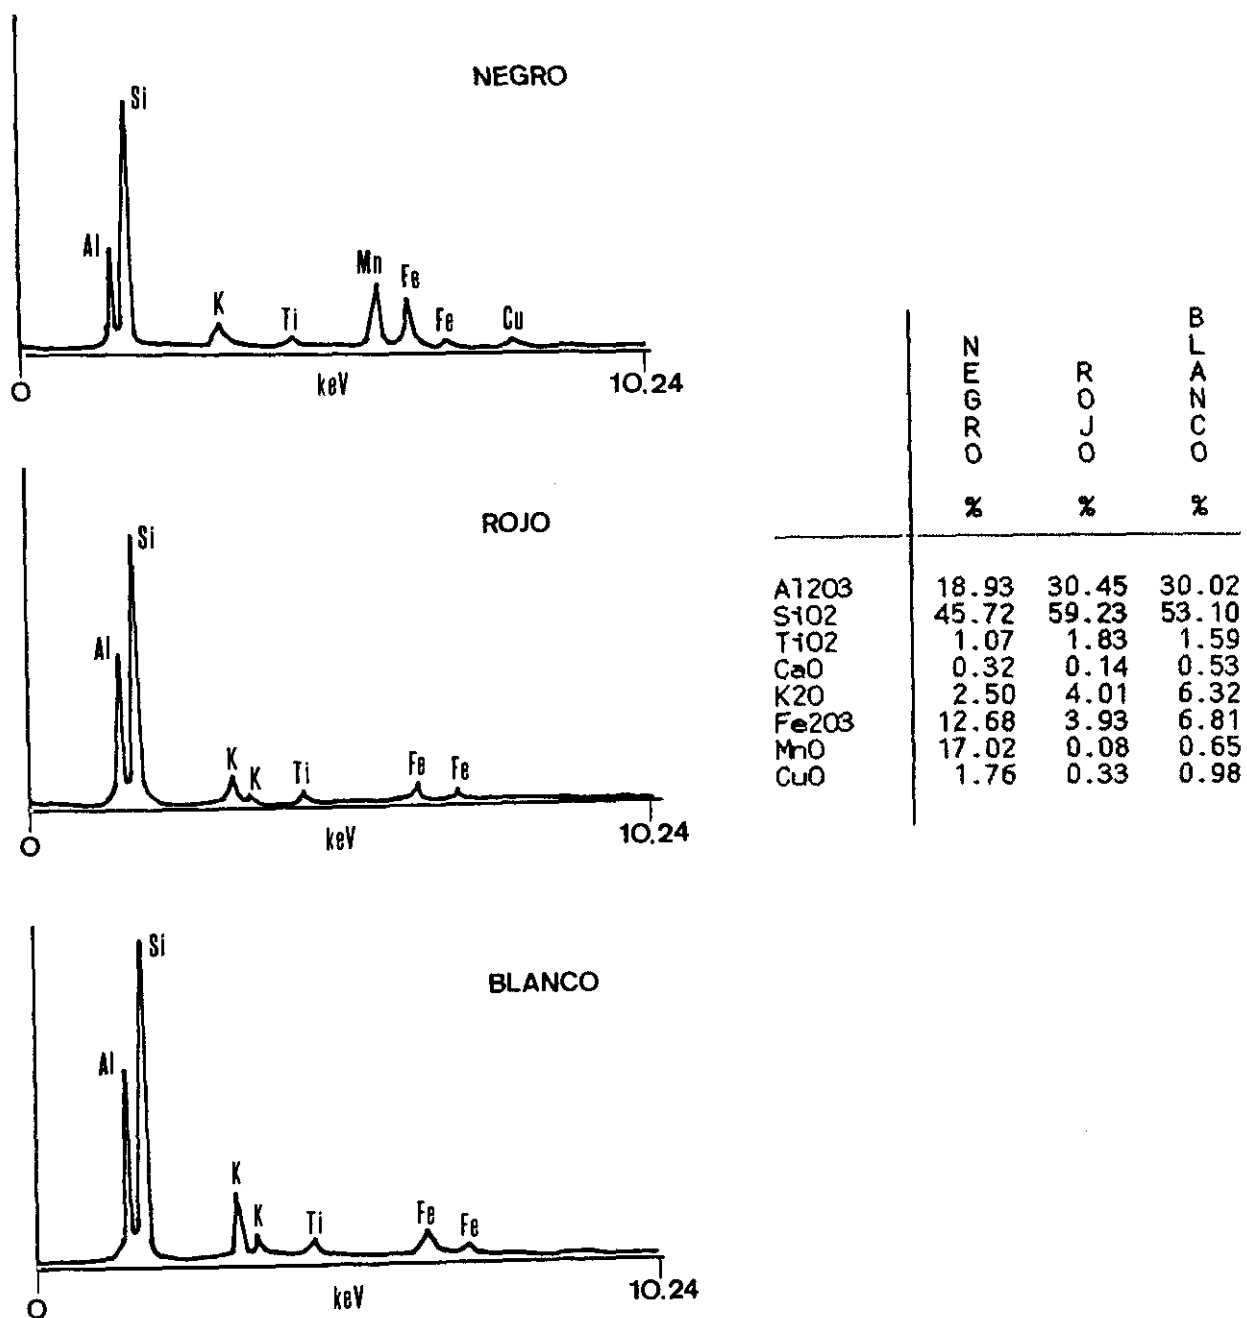 NEGRO
Si
Al
K
Ti
Mn
Fe
Fe
Cu
0
keV
10.24
ROJO
Si
Al
K
K
Ti
Fe
Fe
0
keV
10.24
BLANCO
Si
Al
K
K
Ti
Fe
Fe
0
keV
10.24
NEGRO ROJO BLANCO
% % %
Al2O3 18.93 30.45 30.02
SiO2 45.72 59.23 53.10
TiO2 1.07 1.83 1.59
CaO 0.32 0.14 0.53
K2O 2.50 4.01 6.32
Fe2O3 12.68 3.93 6.81
MnO 17.02 0.08 0.65
CuO 1.76 0.33 0.98